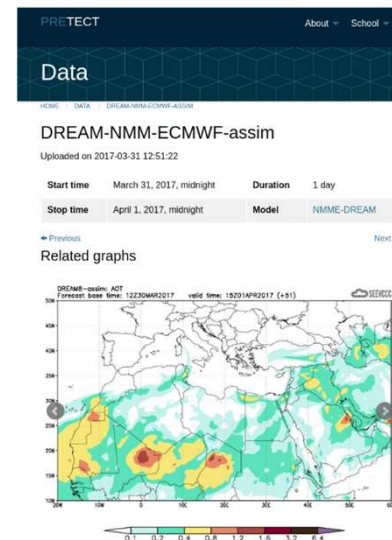 PRETECT
About School
Data
HOME / DATA / DREAM-NMM-ECMWF-ASSIM
DREAM-NMM-ECMWF-assim
Uploaded on 2017-03-31 12:51:22
Start time March 31, 2017, midnight Duration 1 day
Stop time April 1, 2017, midnight Model NMME-DREAM
Previous Next
Related graphs
DREAM8-assim: AOT
Forecast base time: 12Z30MAR2017 valid time: 15Z01APR2017 (+51)
SEEVCCC
50N
45N
40N
35N
30N
25N
20N
15N
10N
20W 10W 0 10E 20E 30E 40E 50E 60E
0.1 0.2 0.4 0.8 1.2 1.6 3.2 6.4